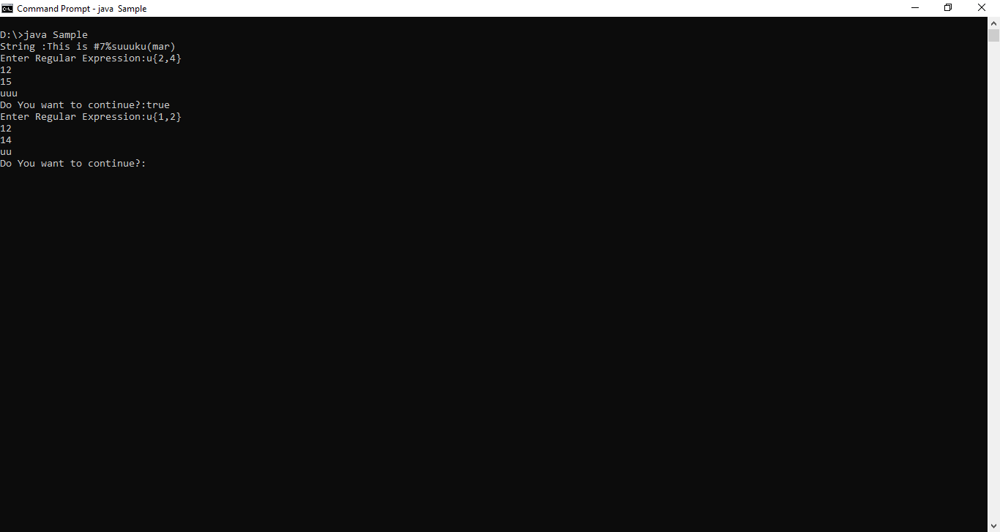 Command Prompt - java  Sample
D:\>java Sample
String :This is #7%suuuku(mar)
Enter Regular Expression:u{2,4}
12
15
uuu
Do You want to continue?:true
Enter Regular Expression:u{1,2}
12
14
uu
Do You want to continue?: